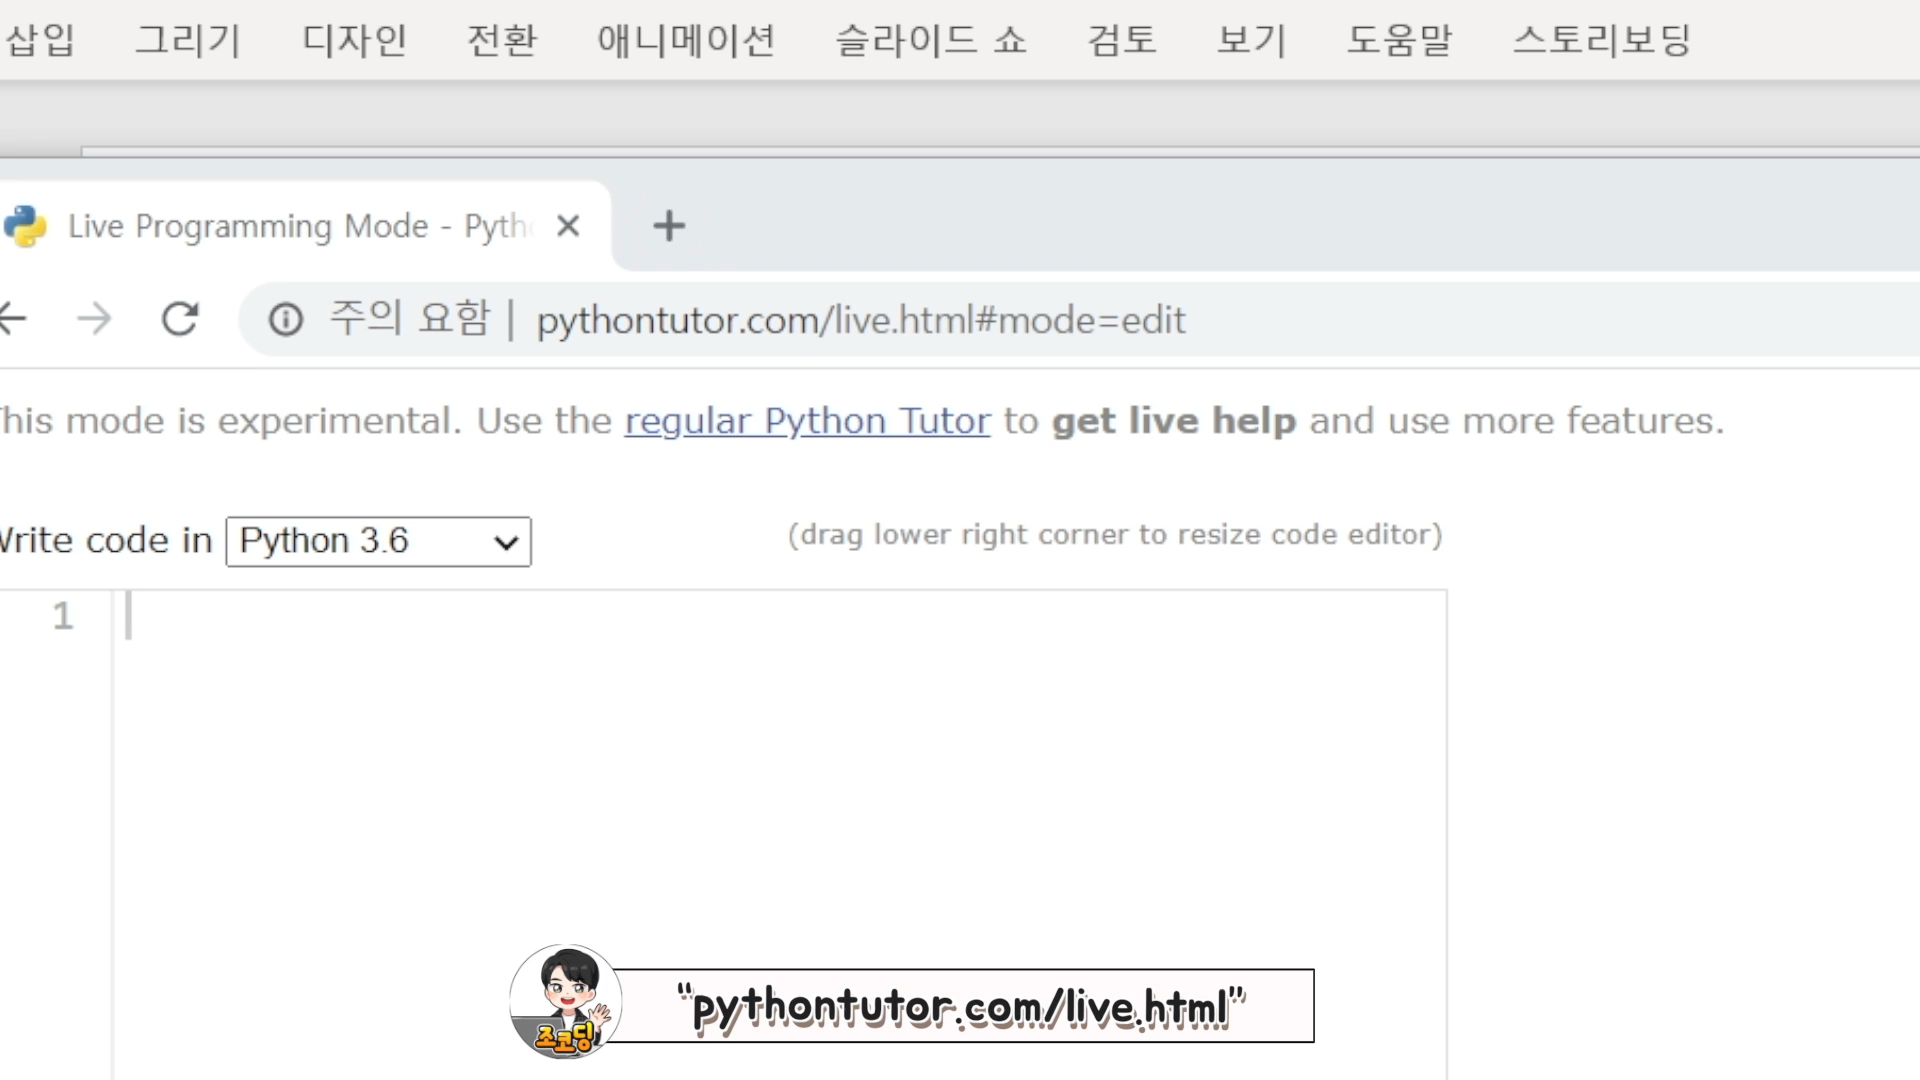 삽입 그리기 디자인 전환 애니메이션 슬라이드 쇼 검토 보기 도움말 스토리보딩
Live Programming Mode - Pytho
주의 요함 | pythontutor.com/live.html#mode=edit
his mode is experimental. Use the regular Python Tutor to get live help and use more features.
Write code in Python 3.6 (drag lower right corner to resize code editor)
1
조코딩 “pythontutor.com/live.html”